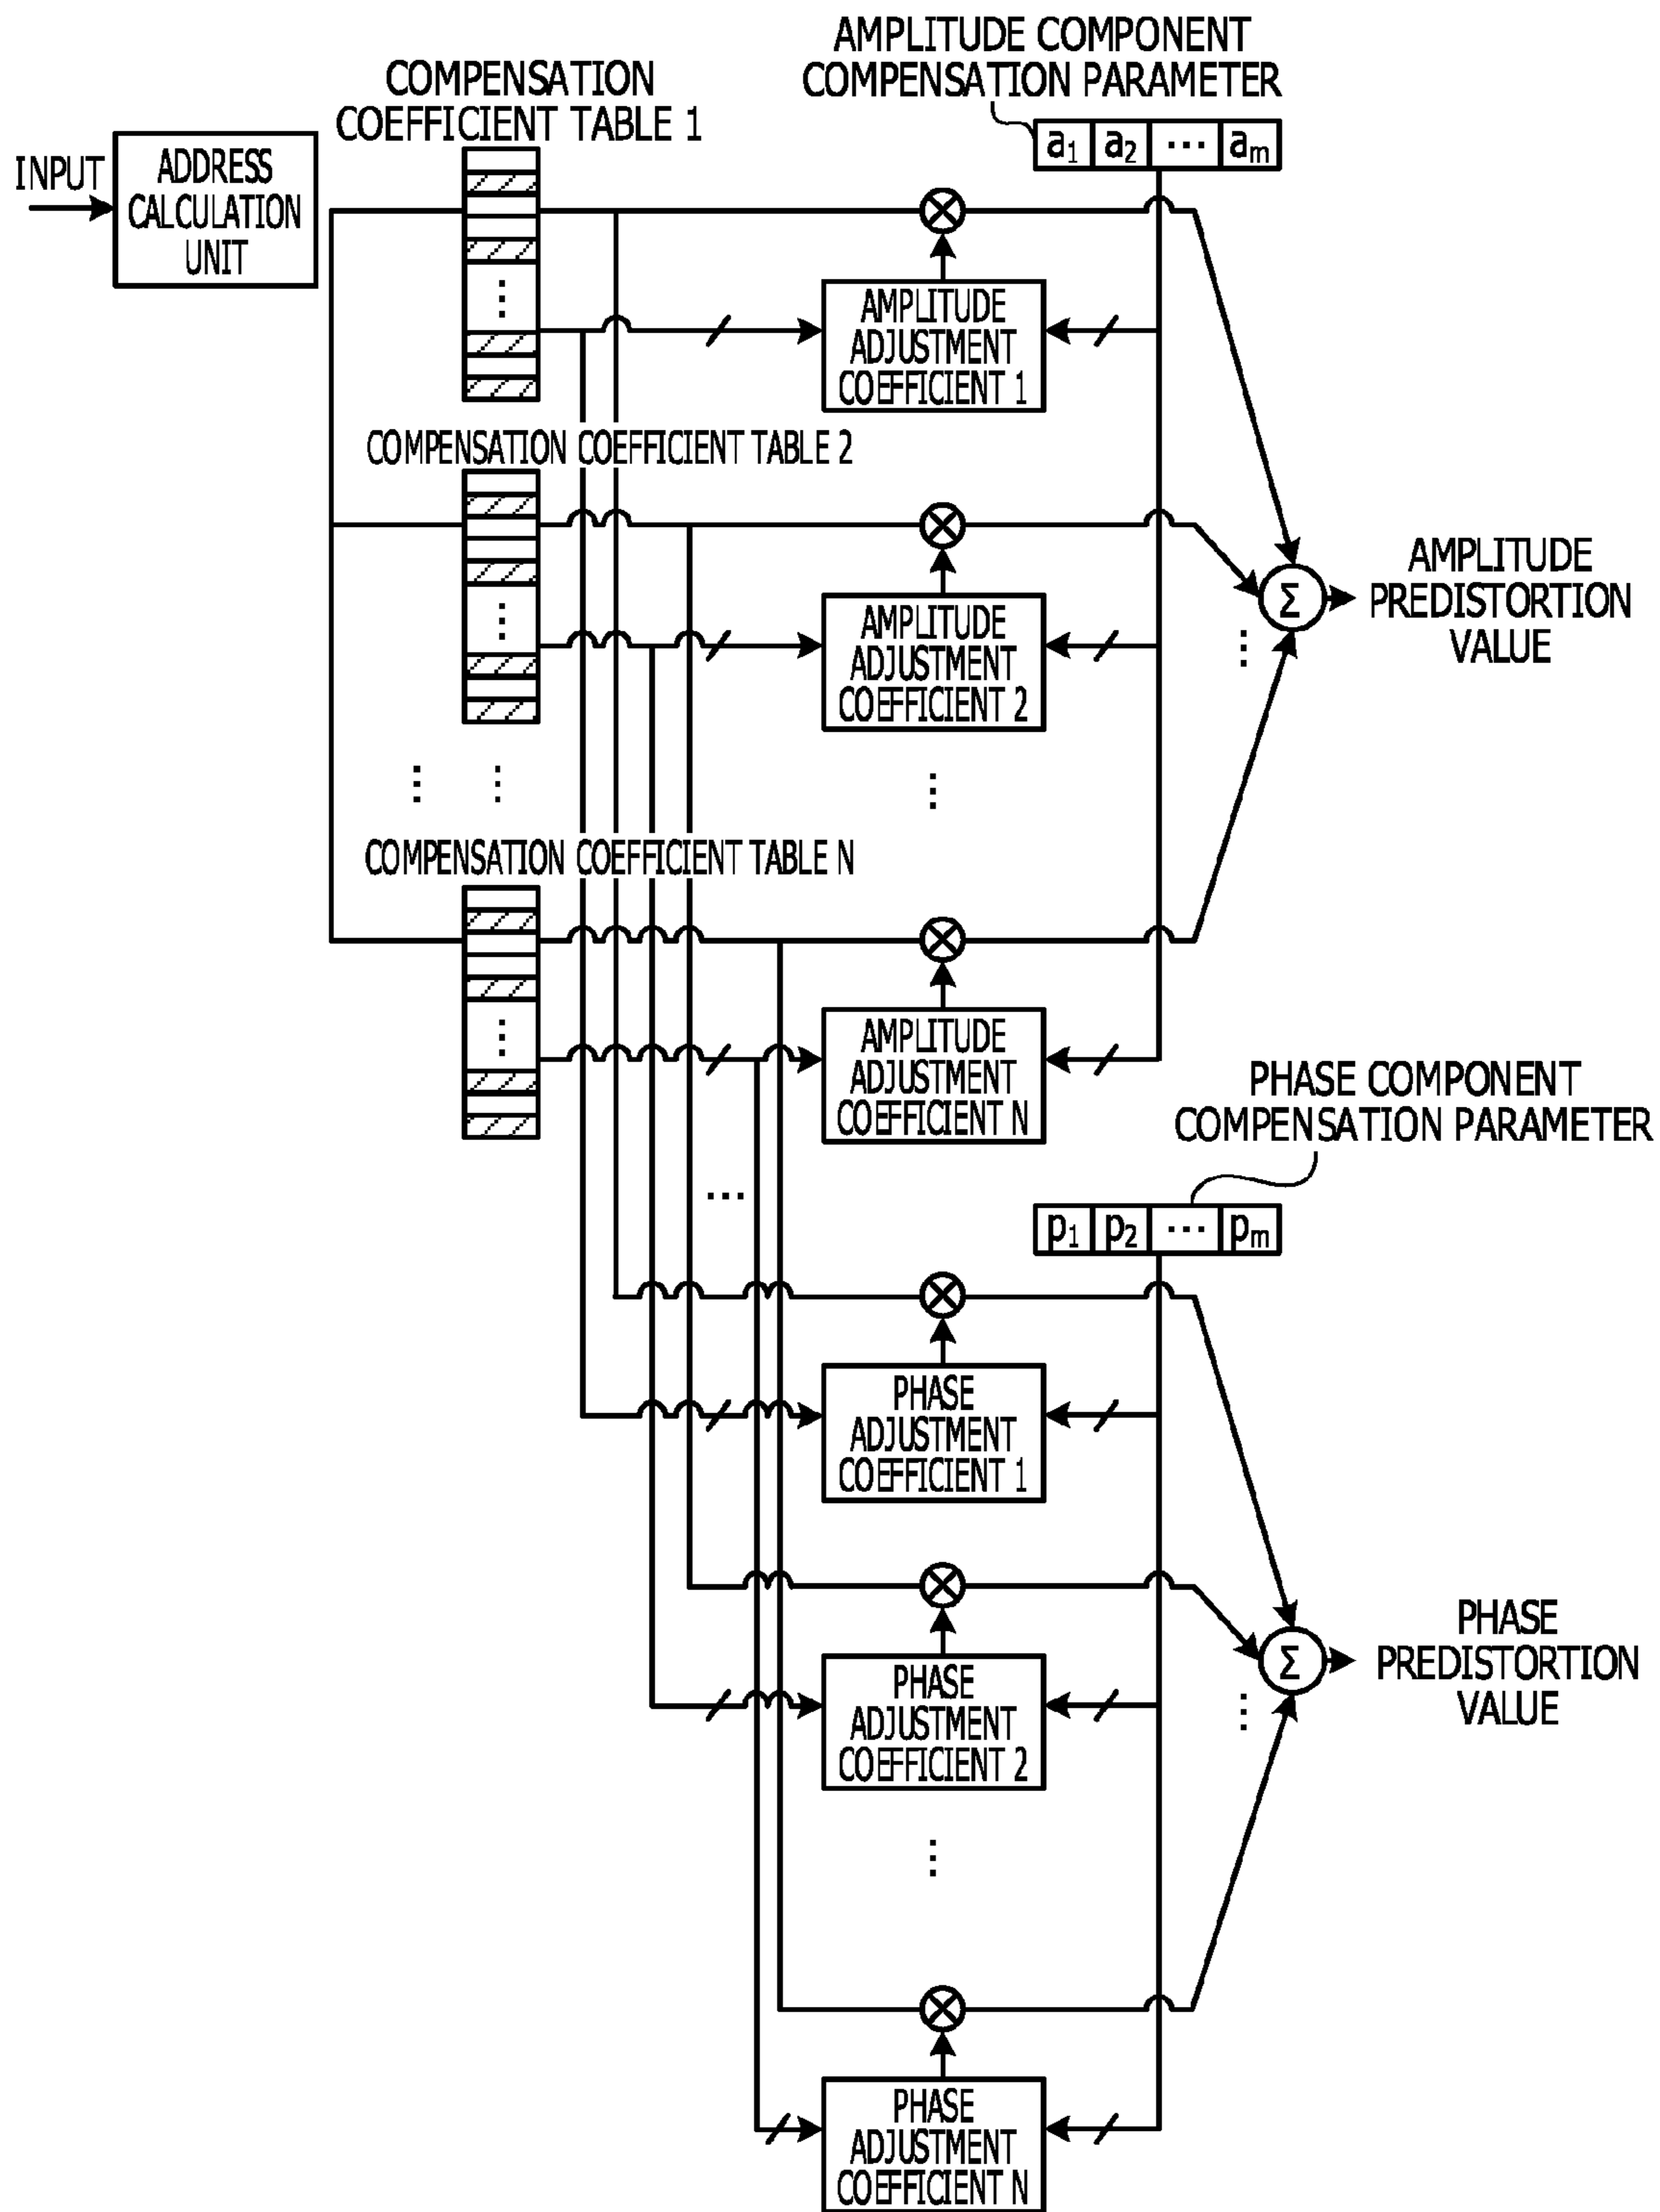 AMPLITUDE COMPONENT
COMPENSATION PARAMETER
COMPENSATION
COEFFICIENT TABLE 1
a1 a2 ... am
INPUT
ADDRESS
CALCULATION
UNIT
AMPLITUDE
ADJUSTMENT
COEFFICIENT 1
COMPENSATION COEFFICIENT TABLE 2
AMPLITUDE
ADJUSTMENT
COEFFICIENT 2
Σ
AMPLITUDE
PREDISTORTION
VALUE
COMPENSATION COEFFICIENT TABLE N
AMPLITUDE
ADJUSTMENT
COEFFICIENT N
PHASE COMPONENT
COMPENSATION PARAMETER
p1 p2 ... pm
PHASE
ADJUSTMENT
COEFFICIENT 1
PHASE
ADJUSTMENT
COEFFICIENT 2
Σ
PHASE
PREDISTORTION
VALUE
PHASE
ADJUSTMENT
COEFFICIENT N